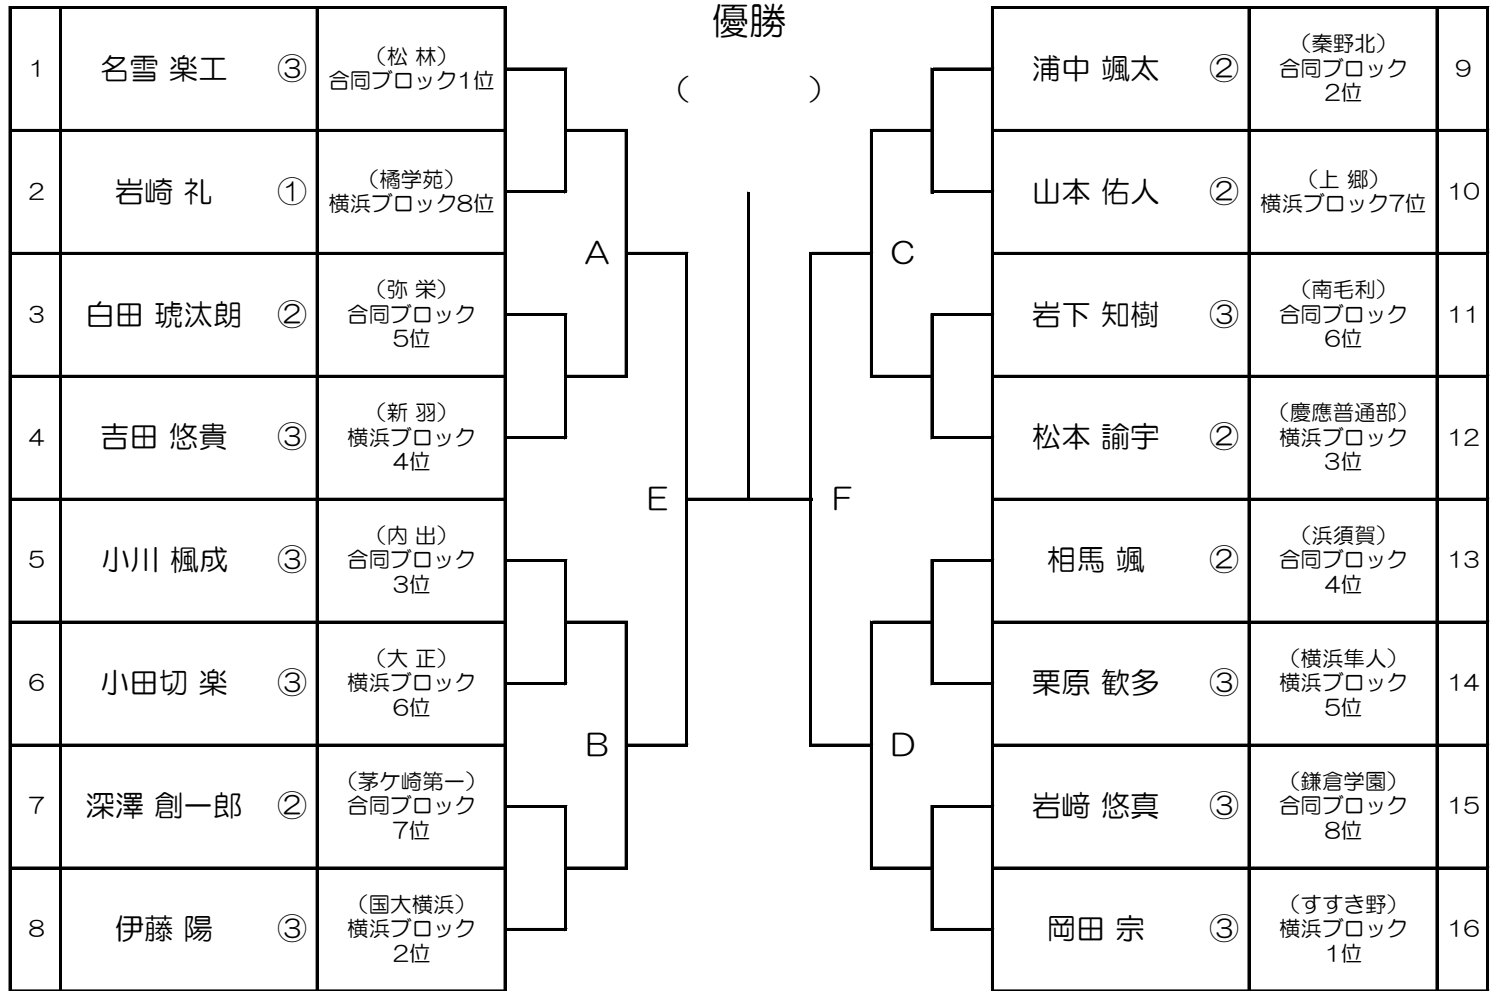 優勝
（　　　）
1 名雪 楽工 ③ （松 林）
合同ブロック1位
2 岩崎 礼 ① （橘学苑）
横浜ブロック8位
3 白田 琥汰朗 ② （弥 栄）
合同ブロック
5位
4 吉田 悠貴 ③ （新 羽）
横浜ブロック
4位
5 小川 楓成 ③ （内 出）
合同ブロック
3位
6 小田切 楽 ③ （大 正）
横浜ブロック
6位
7 深澤 創一郎 ② （茅ケ崎第一）
合同ブロック
7位
8 伊藤 陽 ③ （国大横浜）
横浜ブロック
2位
A
B
E
F
C
D
浦中 颯太 ② （秦野北） 9
合同ブロック
2位
山本 佑人 ② （上 郷） 10
横浜ブロック7位
岩下 知樹 ③ （南毛利） 11
合同ブロック
6位
松本 諭宇 ② （慶應普通部） 12
横浜ブロック
3位
相馬 颯 ② （浜須賀） 13
合同ブロック
4位
栗原 歓多 ③ （横浜隼人） 14
横浜ブロック
5位
岩﨑 悠真 ③ （鎌倉学園） 15
合同ブロック
8位
岡田 宗 ③ （すすき野） 16
横浜ブロック
1位